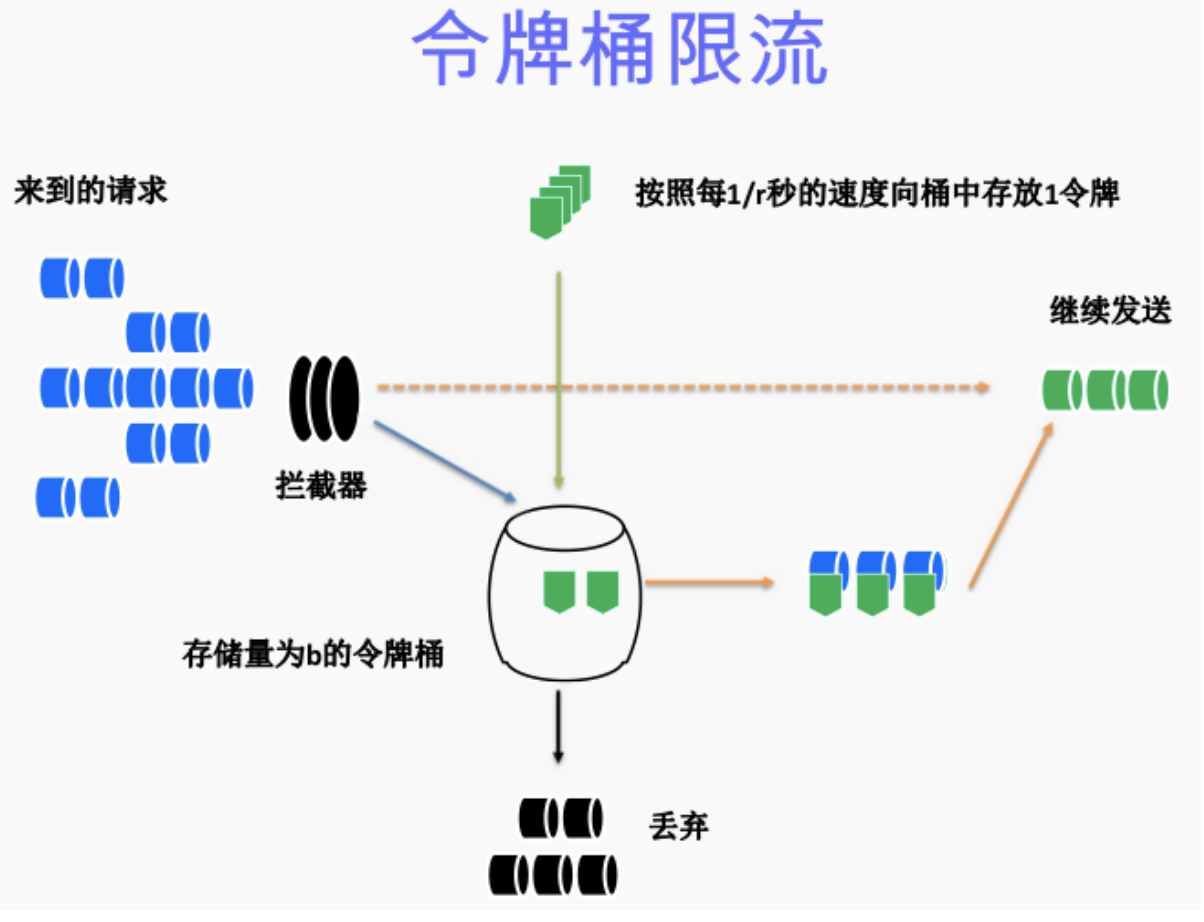 令牌桶限流
来到的请求
按照每1/r秒的速度向桶中存放1令牌
继续发送
拦截器
存储量为b的令牌桶
丢弃